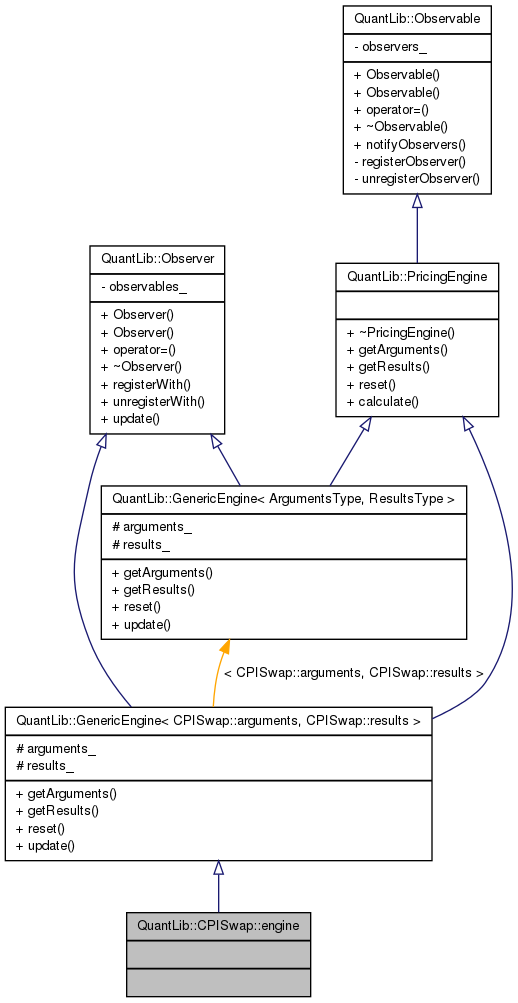 QuantLib::Observable
- observers_
+ Observable()
+ Observable()
+ operator=()
+ ~Observable()
+ notifyObservers()
- registerObserver()
- unregisterObserver()
QuantLib::Observer
- observables_
+ Observer()
+ Observer()
+ operator=()
+ ~Observer()
+ registerWith()
+ unregisterWith()
+ update()
QuantLib::PricingEngine
+ ~PricingEngine()
+ getArguments()
+ getResults()
+ reset()
+ calculate()
QuantLib::GenericEngine< ArgumentsType, ResultsType >
# arguments_
# results_
+ getArguments()
+ getResults()
+ reset()
+ update()
< CPISwap::arguments, CPISwap::results >
QuantLib::GenericEngine< CPISwap::arguments, CPISwap::results >
# arguments_
# results_
+ getArguments()
+ getResults()
+ reset()
+ update()
QuantLib::CPISwap::engine